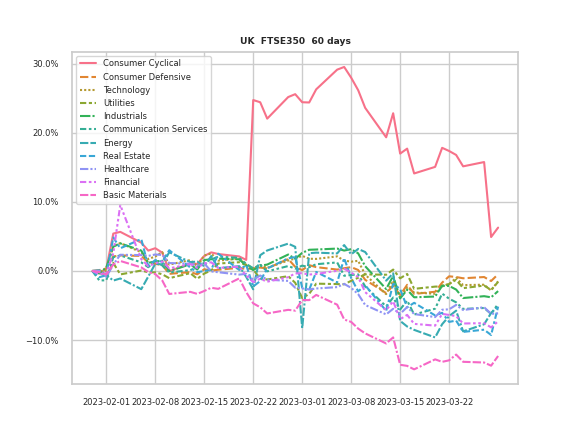 UK FTSE350 60 days
30.0%
20.0%
10.0%
0.0%
−10.0%
Consumer Cyclical
Consumer Defensive
Technology
Utilities
Industrials
Communication Services
Energy
Real Estate
Healthcare
Financial
Basic Materials
2023-02-01 2023-02-08 2023-02-15 2023-02-22 2023-03-01 2023-03-08 2023-03-15 2023-03-22